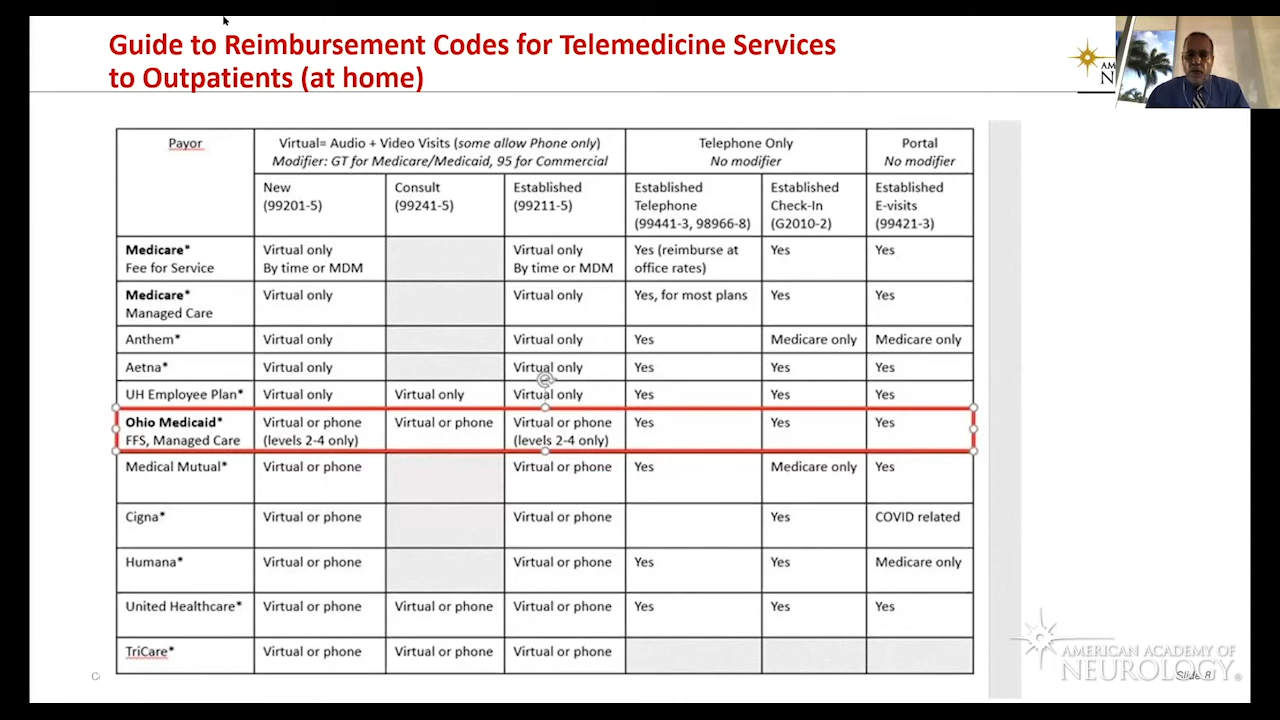 Guide to Reimbursement Codes for Telemedicine Services
to Outpatients (at home)
Payor
Virtual= Audio + Video Visits (some allow Phone only)
Modifier: GT for Medicare/Medicaid, 95 for Commercial
Telephone Only
No modifier
Portal
No modifier
New
(99201-5)
Consult
(99241-5)
Established
(99211-5)
Established
Telephone
(99441-3, 98966-8)
Established
Check-In
(G2010-2)
Established
E-visits
(99421-3)
Medicare*
Fee for Service
Virtual only
By time or MDM
Virtual only
By time or MDM
Yes (reimburse at
office rates)
Yes
Yes
Medicare*
Managed Care
Virtual only
Virtual only
Yes, for most plans
Yes
Yes
Anthem*
Virtual only
Virtual only
Yes
Medicare only
Medicare only
Aetna*
Virtual only
Virtual only
Yes
Yes
Yes
UH Employee Plan*
Virtual only
Virtual only
Virtual only
Yes
Yes
Yes
Ohio Medicaid*
FFS, Managed Care
Virtual or phone
(levels 2-4 only)
Virtual or phone
Virtual or phone
(levels 2-4 only)
Yes
Yes
Yes
Medical Mutual*
Virtual or phone
Virtual or phone
Yes
Medicare only
Yes
Cigna*
Virtual or phone
Virtual or phone
Yes
COVID related
Humana*
Virtual or phone
Virtual or phone
Yes
Yes
Medicare only
United Healthcare*
Virtual or phone
Virtual or phone
Virtual or phone
Yes
Yes
Yes
TriCare*
Virtual or phone
Virtual or phone
Virtual or phone
AMERICAN ACADEMY OF
NEUROLOGY®
Slide 8